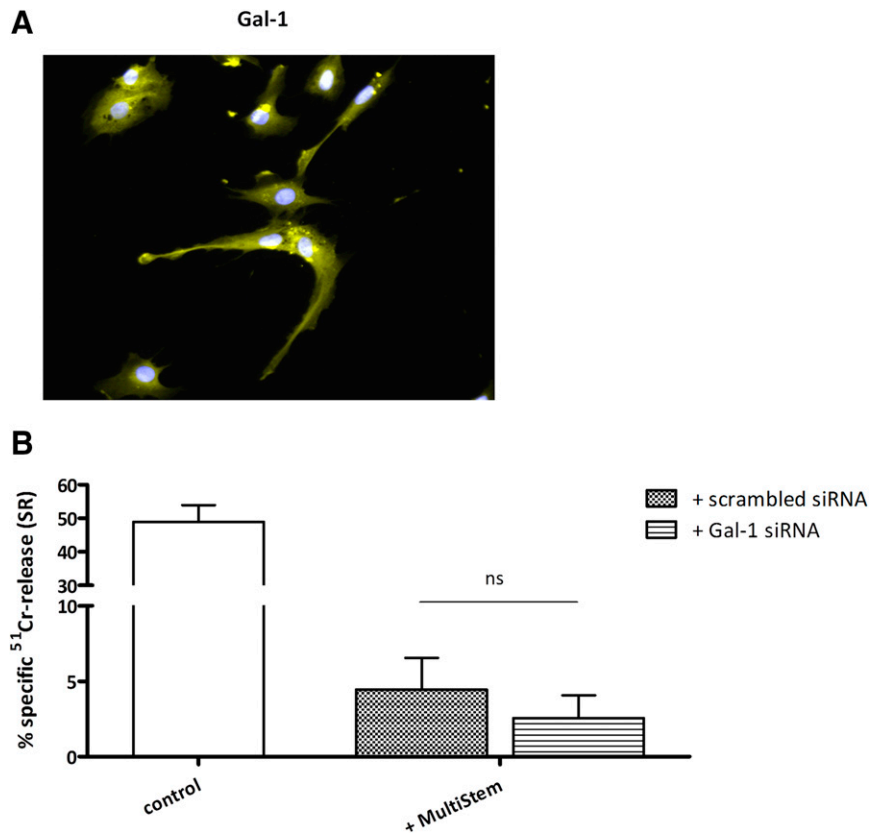 A
Gal-1
B
% specific ⁵¹Cr-release (SR)
60
50
40
30
10
5
0
control
+ MultiStem
ns
+ scrambled siRNA
+ Gal-1 siRNA